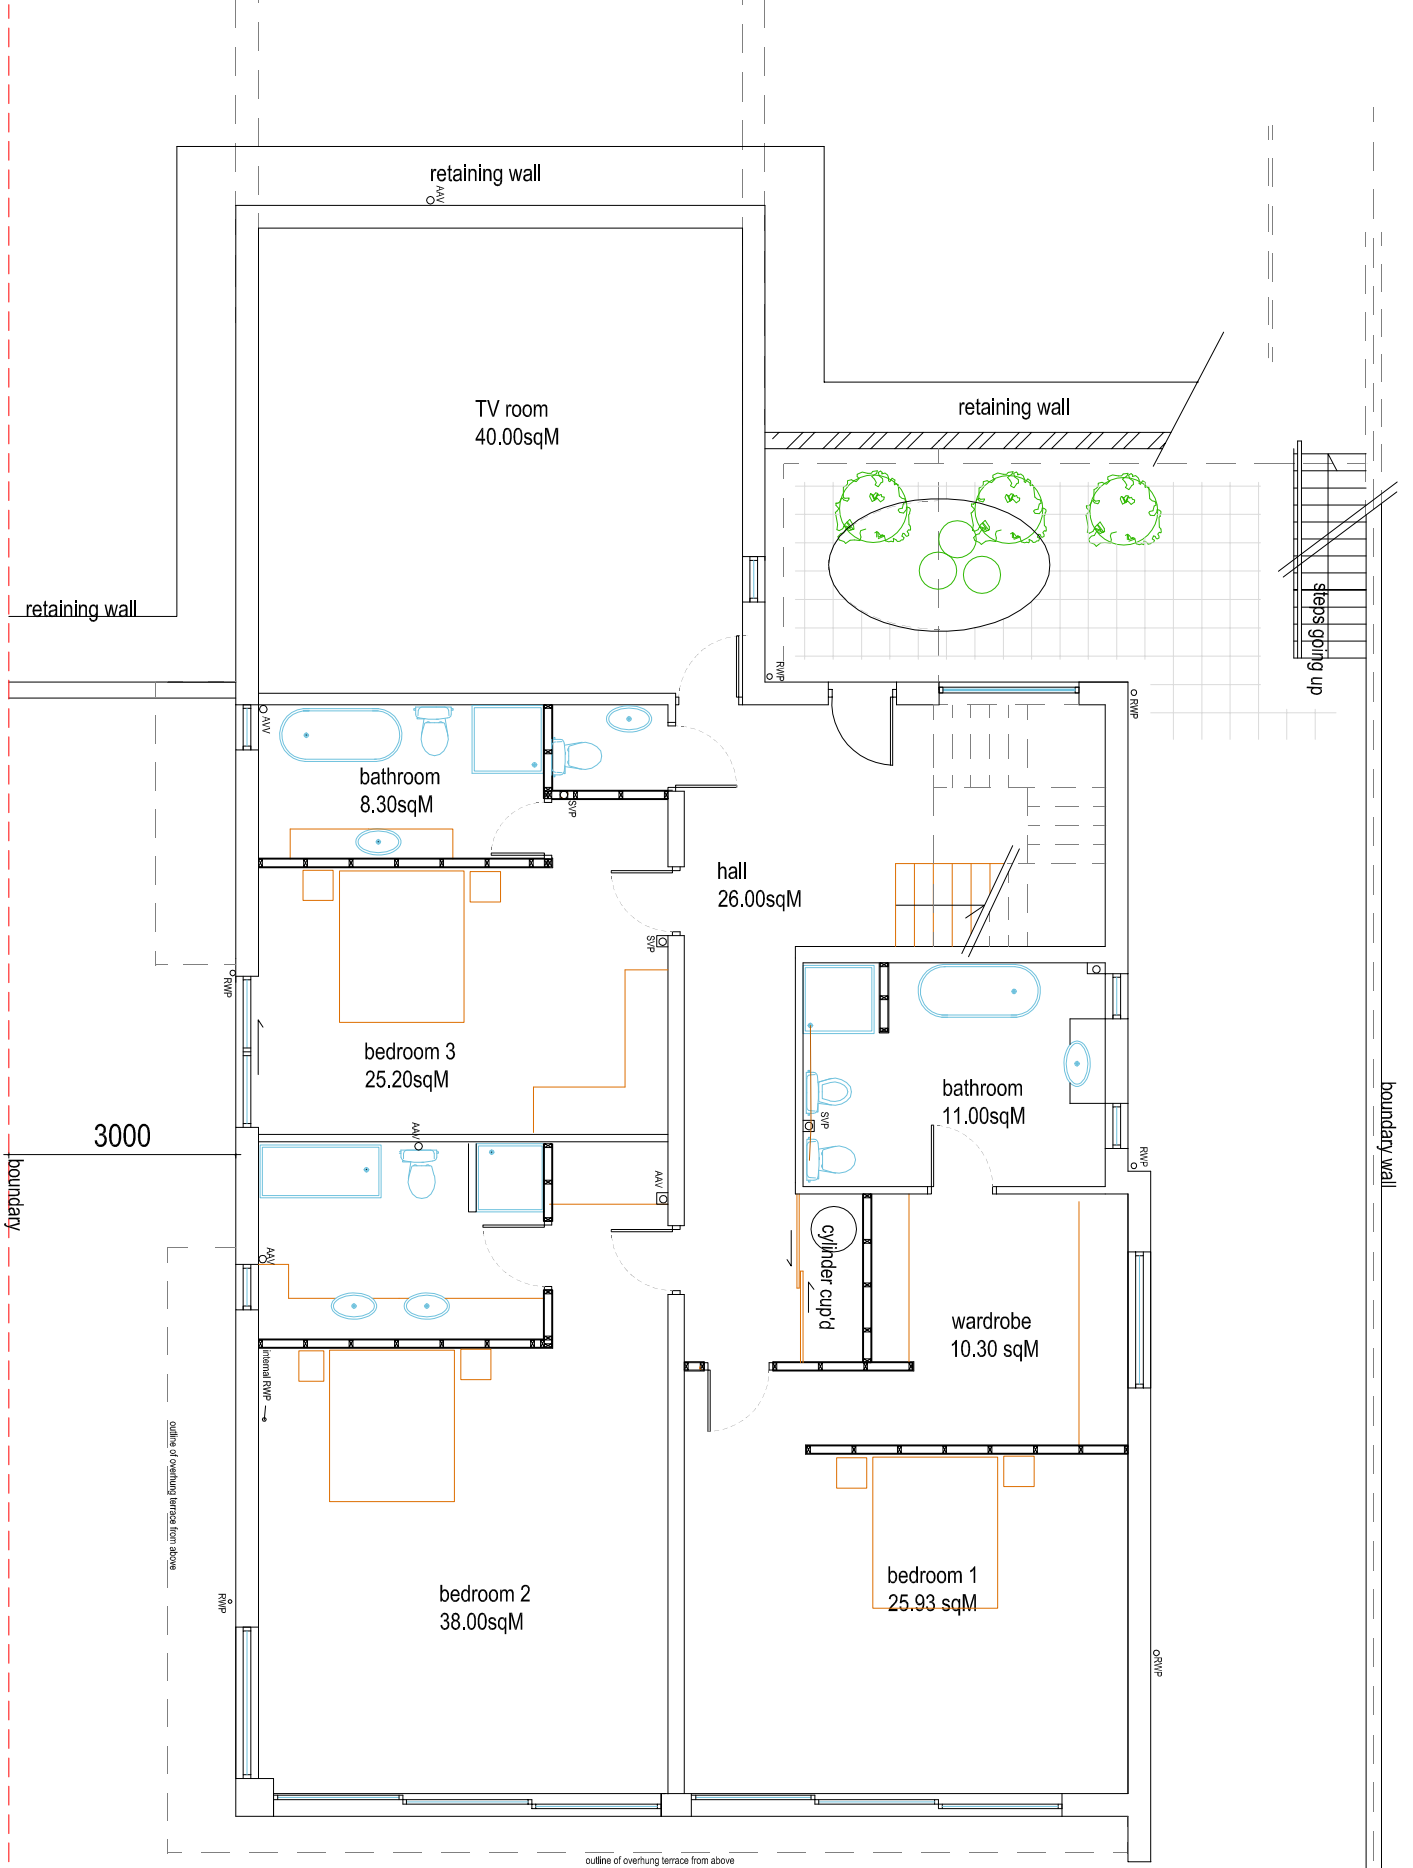 retaining wall
AAV
TV room
40.00sqM
retaining wall
retaining wall
steps going up
RWP
RWP
AVV
bathroom
8.30sqM
SVP
hall
26.00sqM
SVP
RWP
bedroom 3
25.20sqM
bathroom
11.00sqM
SVP
boundary wall
3000
AAV
RWP
boundary
AAV
AAV
cylinder cup'd
wardrobe
10.30 sqM
internal RWP
outline of overhung terrace from above
bedroom 1
25.93 sqM
bedroom 2
38.00sqM
RWP
RWP
outline of overhung terrace from above